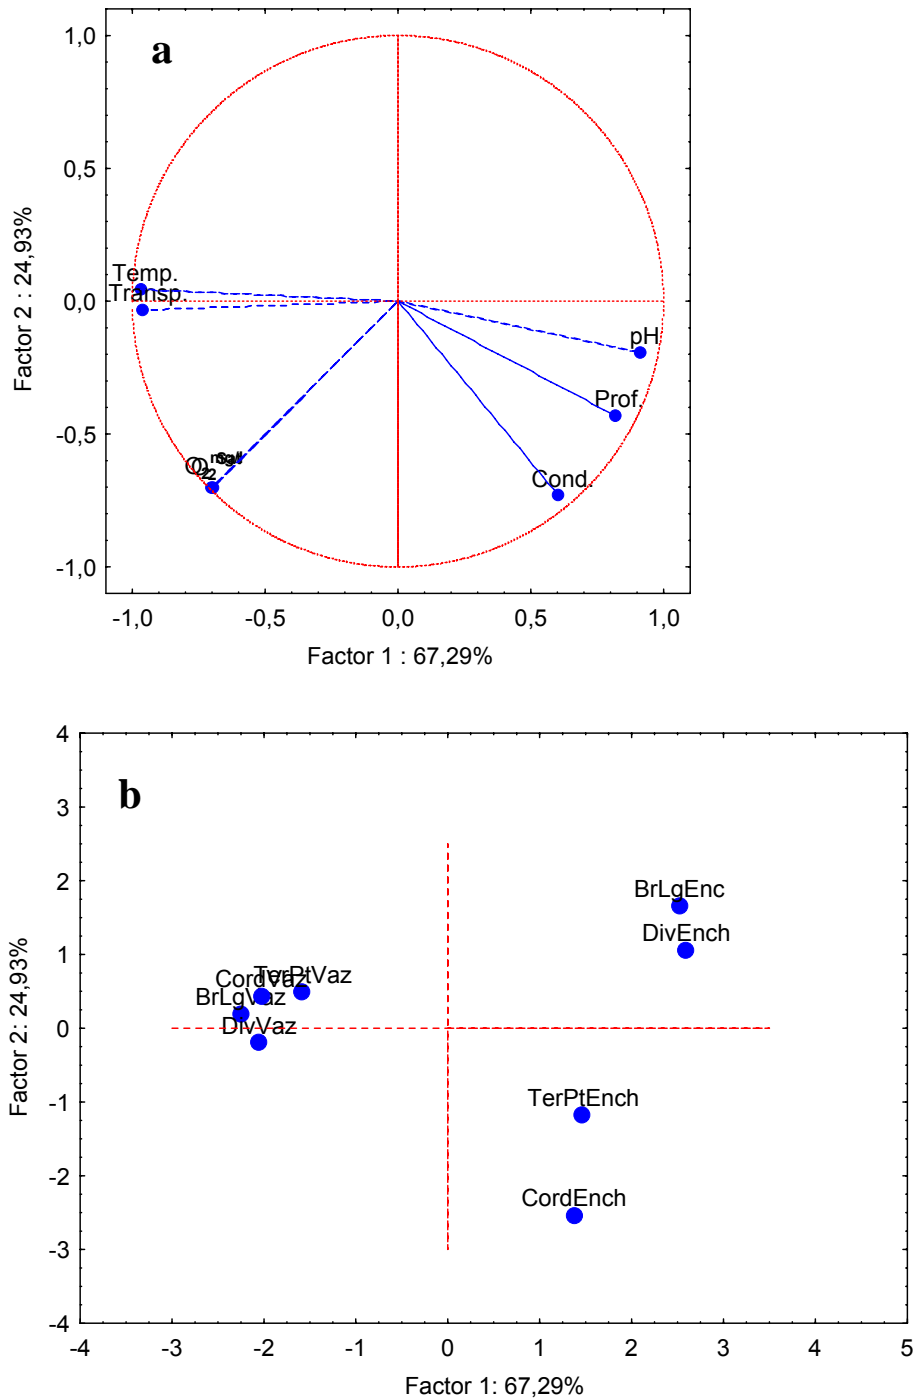 a
1,0
0,5
0,0
-0,5
-1,0
Factor 2 : 24,93%
Temp.
Transp.
pH
Prof.
Cond.
O2
-1,0 -0,5 0,0 0,5 1,0
Factor 1 : 67,29%
b
4
3
2
1
0
-1
-2
-3
-4
Factor 2: 24,93%
BrLgEnc
DivEnch
TerPtVaz
CordVaz
BrLgVaz
DivVaz
TerPtEnch
CordEnch
-4 -3 -2 -1 0 1 2 3 4 5
Factor 1: 67,29%